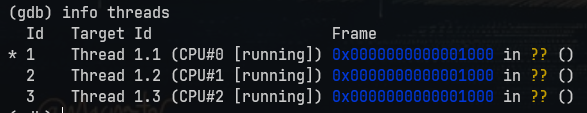 (gdb) info threads
  Id   Target Id                    Frame
* 1    Thread 1.1 (CPU#0 [running]) 0x0000000000001000 in ?? ()
  2    Thread 1.2 (CPU#1 [running]) 0x0000000000001000 in ?? ()
  3    Thread 1.3 (CPU#2 [running]) 0x0000000000001000 in ?? ()